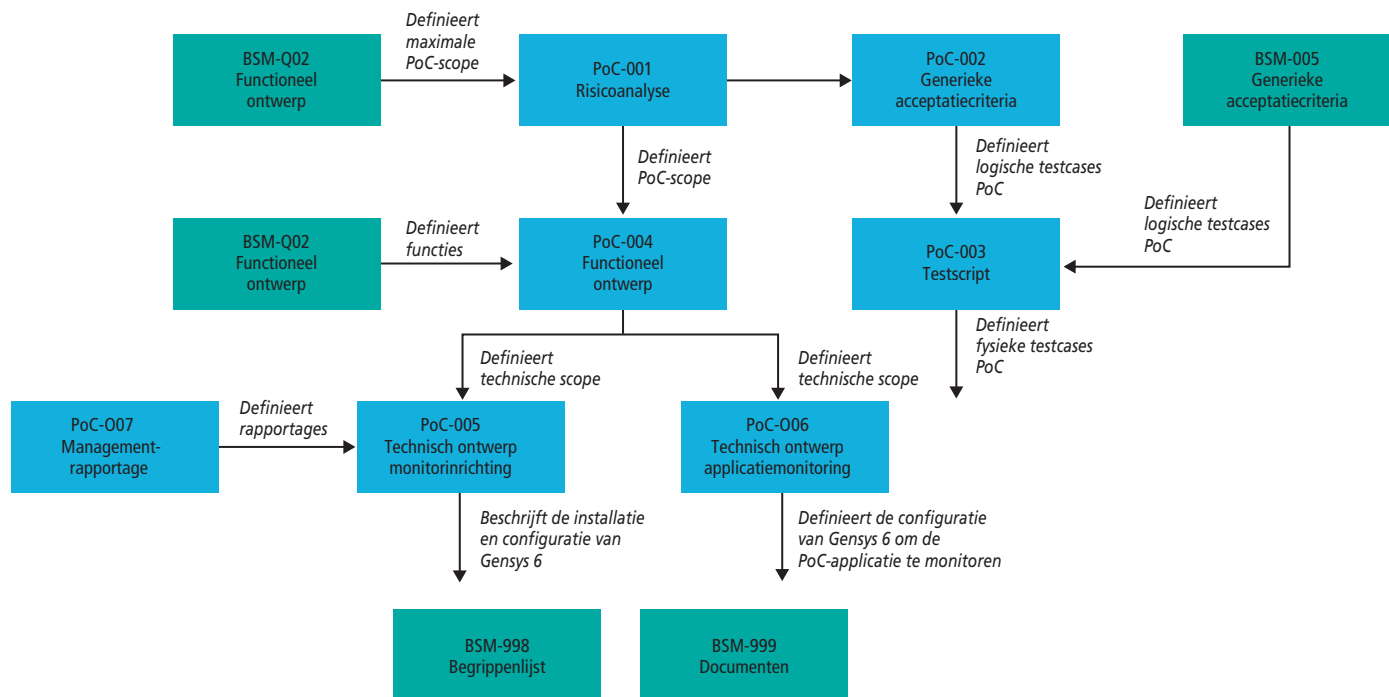 Definieert
maximale
PoC-scope
BSM-Q02
Functioneel
ontwerp
PoC-001
Risicoanalyse
PoC-002
Generieke
acceptatiecriteria
BSM-005
Generieke
acceptatiecriteria
Definieert
PoC-scope
Definieert
logische testcases
PoC
Definieert
logische testcases
PoC
BSM-Q02
Functioneel
ontwerp
Definieert
functies
PoC-004
Functioneel
ontwerp
PoC-003
Testscript
Definieert
technische scope
Definieert
technische scope
Definieert
fysieke testcases
PoC
PoC-O07
Management-
rapportage
Definieert
rapportages
PoC-005
Technisch ontwerp
monitorinrichting
PoC-O06
Technisch ontwerp
applicatiemonitoring
Beschrijft de installatie
en configuratie van
Gensys 6
Definieert de configuratie
van Gensys 6 om de
PoC-applicatie te monitoren
BSM-998
Begrippenlijst
BSM-999
Documenten